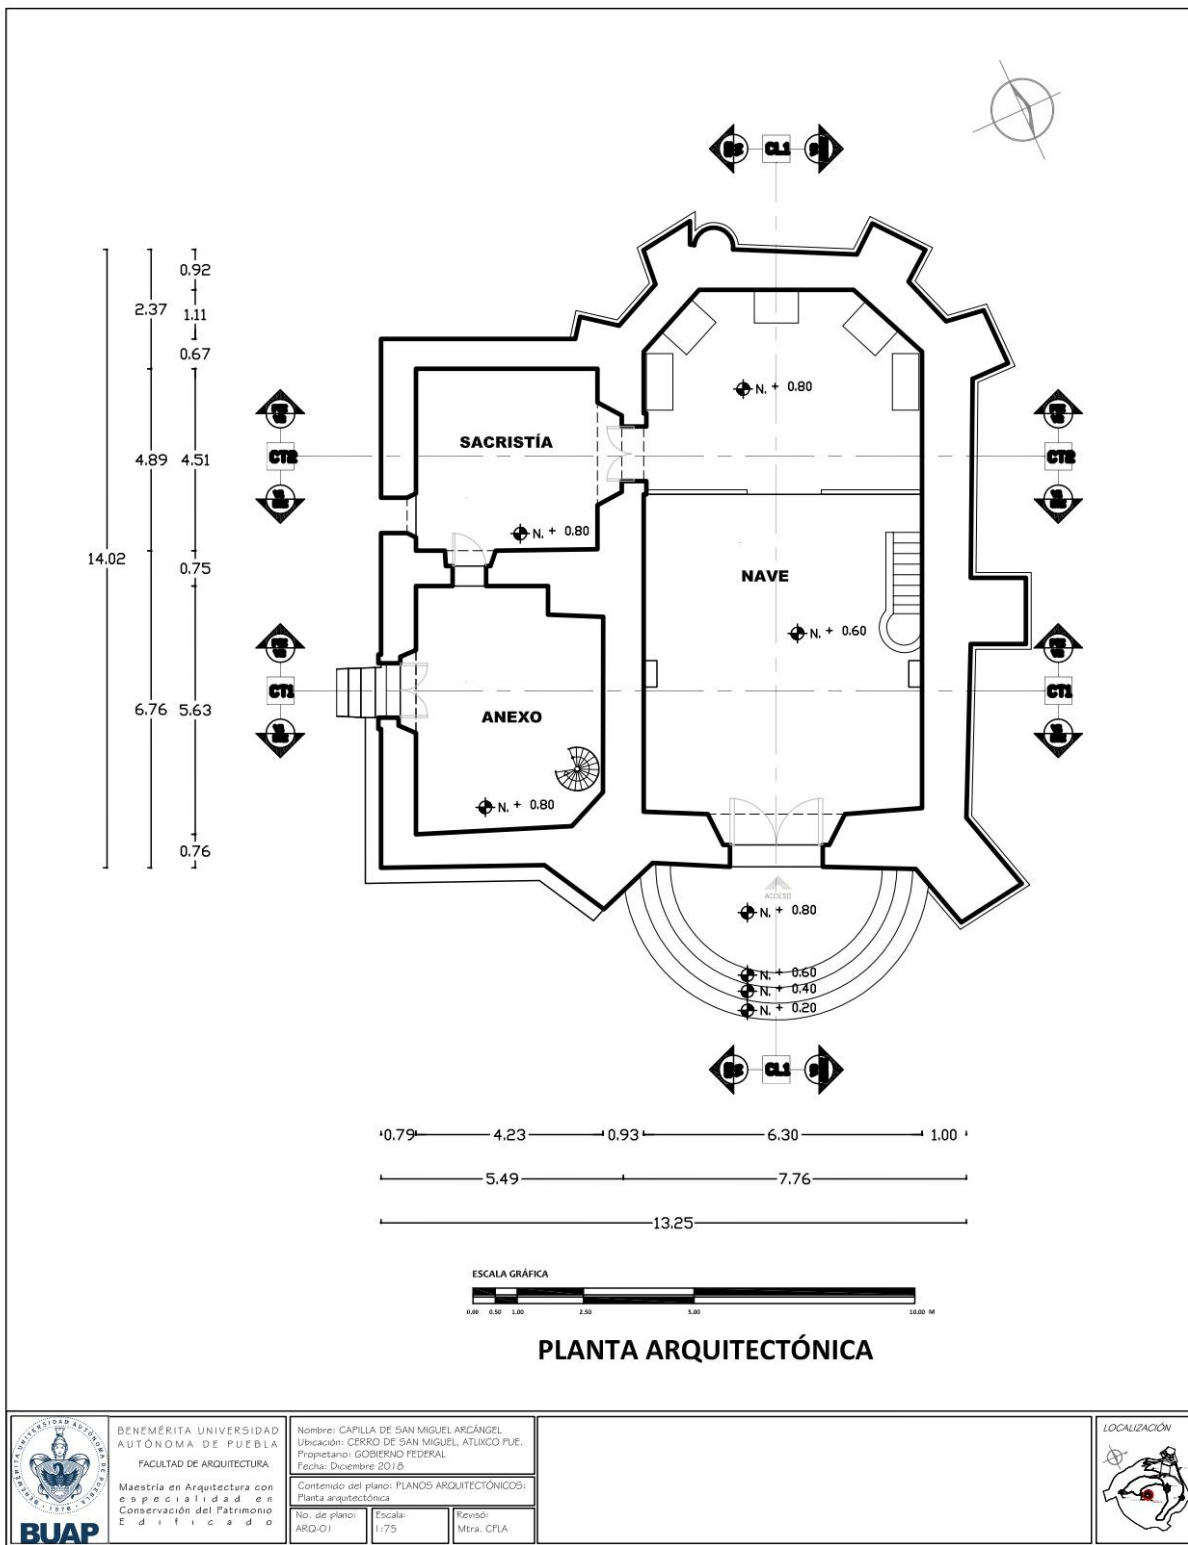 CL1
0.92
2.37
1.11
0.67
N. + 0.80
SACRISTÍA
CT2
4.89
4.51
CT2
N. + 0.80
14.02
0.75
NAVE
N. + 0.60
CT1
6.76
5.63
ANEXO
CT1
N. + 0.80
0.76
ACCESO
N. + 0.80
N. + 0.60
N. + 0.40
N. + 0.20
CL1
0.79
4.23
0.93
6.30
1.00
5.49
7.76
13.25
ESCALA GRÁFICA
0.00 0.50 1.00 2.50 5.00 10.00 M
PLANTA ARQUITECTÓNICA
BENEMÉRITA UNIVERSIDAD AUTÓNOMA DE PUEBLA
BUAP
BENEMÉRITA UNIVERSIDAD
AUTÓNOMA DE PUEBLA
FACULTAD DE ARQUITECTURA
Maestría en Arquitectura con
especialidad en
Conservación del Patrimonio
Edificado
Nombre: CAPILLA DE SAN MIGUEL ARCÁNGEL
Ubicación: CERRO DE SAN MIGUEL, ATLIXCO PUE.
Propietario: GOBIERNO FEDERAL
Fecha: Diciembre 2018
Contenido del plano: PLANOS ARQUITECTÓNICOS:
Planta arquitectónica
No. de plano:
ARQ-01
Escala:
1:75
Revisó:
Mtra. CFLA
LOCALIZACIÓN